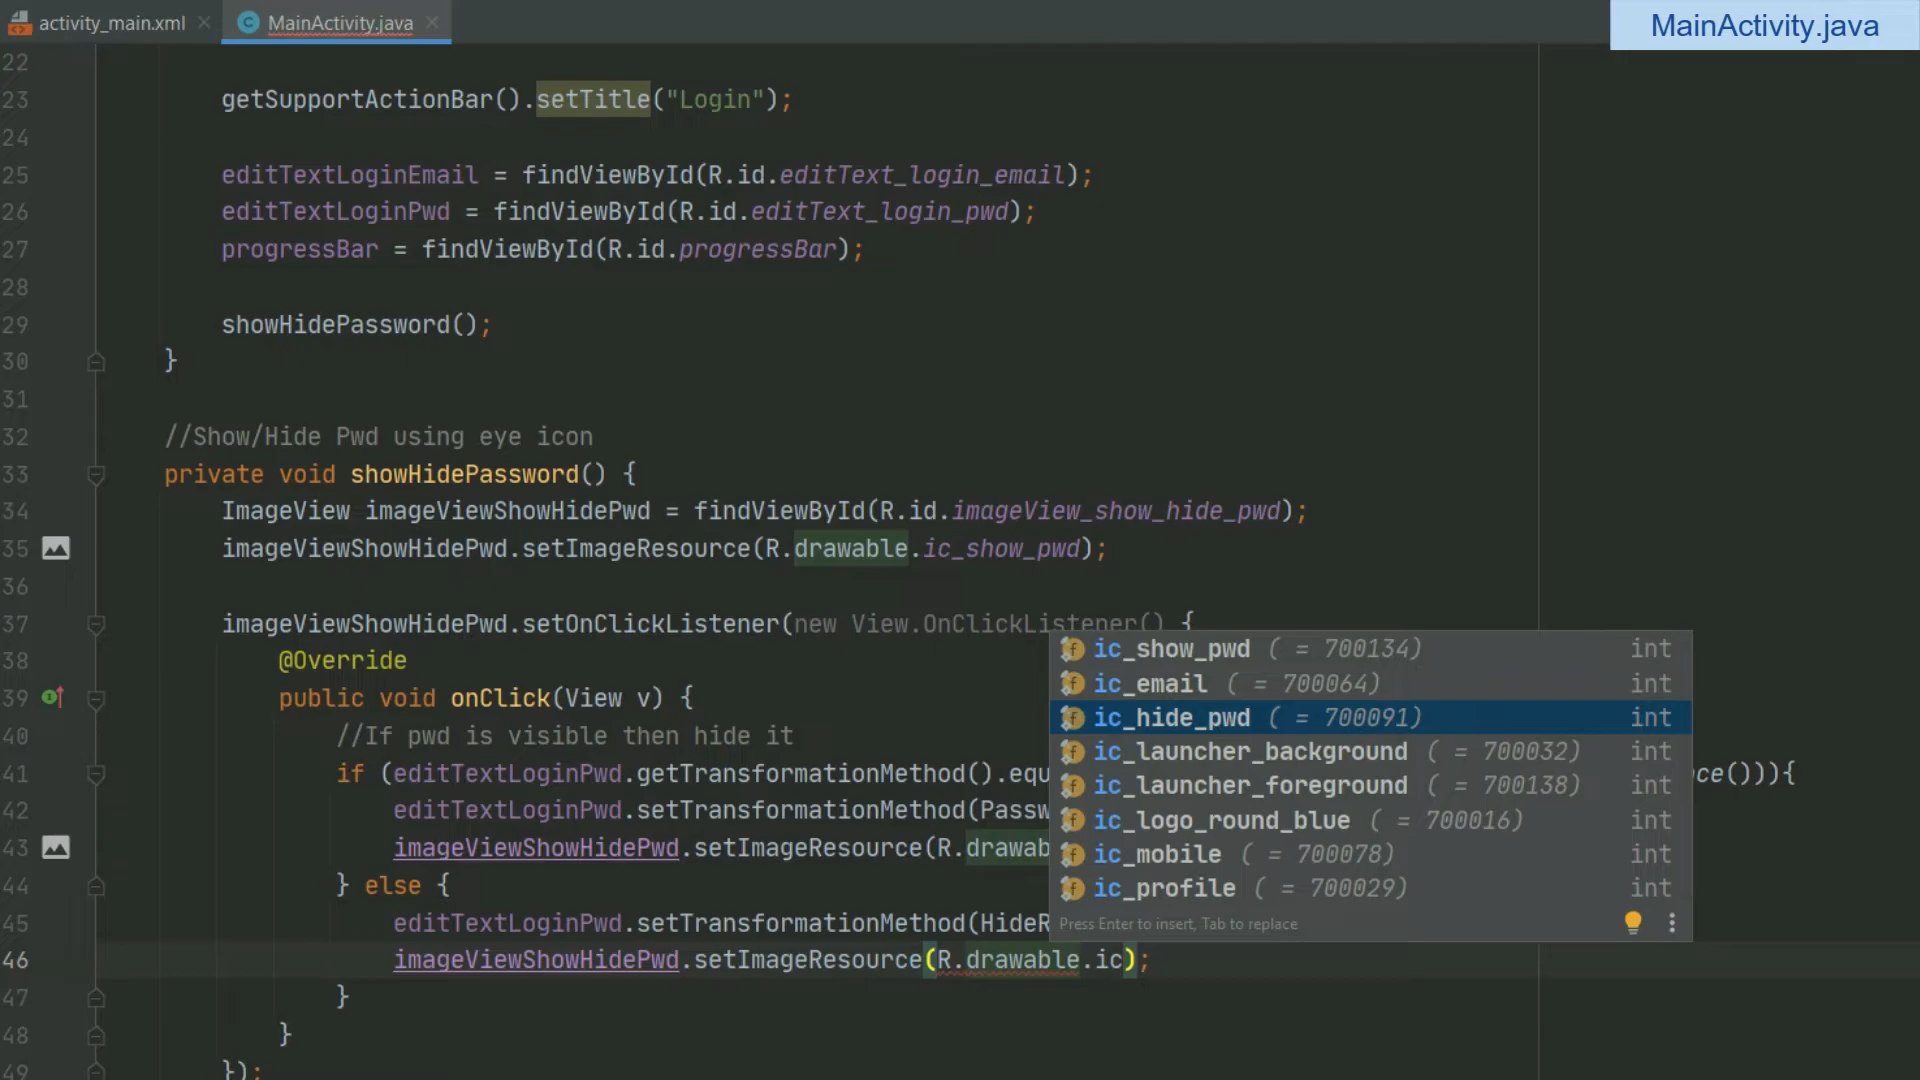 activity_main.xml
MainActivity.java
MainActivity.java
22
23 getSupportActionBar().setTitle("Login");
24
25 editTextLoginEmail = findViewById(R.id.editText_login_email);
26 editTextLoginPwd = findViewById(R.id.editText_login_pwd);
27 progressBar = findViewById(R.id.progressBar);
28
29 showHidePassword();
30 }
31
32 //Show/Hide Pwd using eye icon
33 private void showHidePassword() {
34 ImageView imageViewShowHidePwd = findViewById(R.id.imageView_show_hide_pwd);
35 imageViewShowHidePwd.setImageResource(R.drawable.ic_show_pwd);
36
37 imageViewShowHidePwd.setOnClickListener(new View.OnClickListener() {
38 @Override
39 public void onClick(View v) {
40 //If pwd is visible then hide it
41 if (editTextLoginPwd.getTransformationMethod().equ ce())){
42 editTextLoginPwd.setTransformationMethod(Passw
43 imageViewShowHidePwd.setImageResource(R.drawab
44 } else {
45 editTextLoginPwd.setTransformationMethod(HideR
46 imageViewShowHidePwd.setImageResource(R.drawable.ic);
47 }
48 }
49 });
ic_show_pwd ( = 700134) int
ic_email ( = 700064) int
ic_hide_pwd ( = 700091) int
ic_launcher_background ( = 700032) int
ic_launcher_foreground ( = 700138) int
ic_logo_round_blue ( = 700016) int
ic_mobile ( = 700078) int
ic_profile ( = 700029) int
Press Enter to insert, Tab to replace